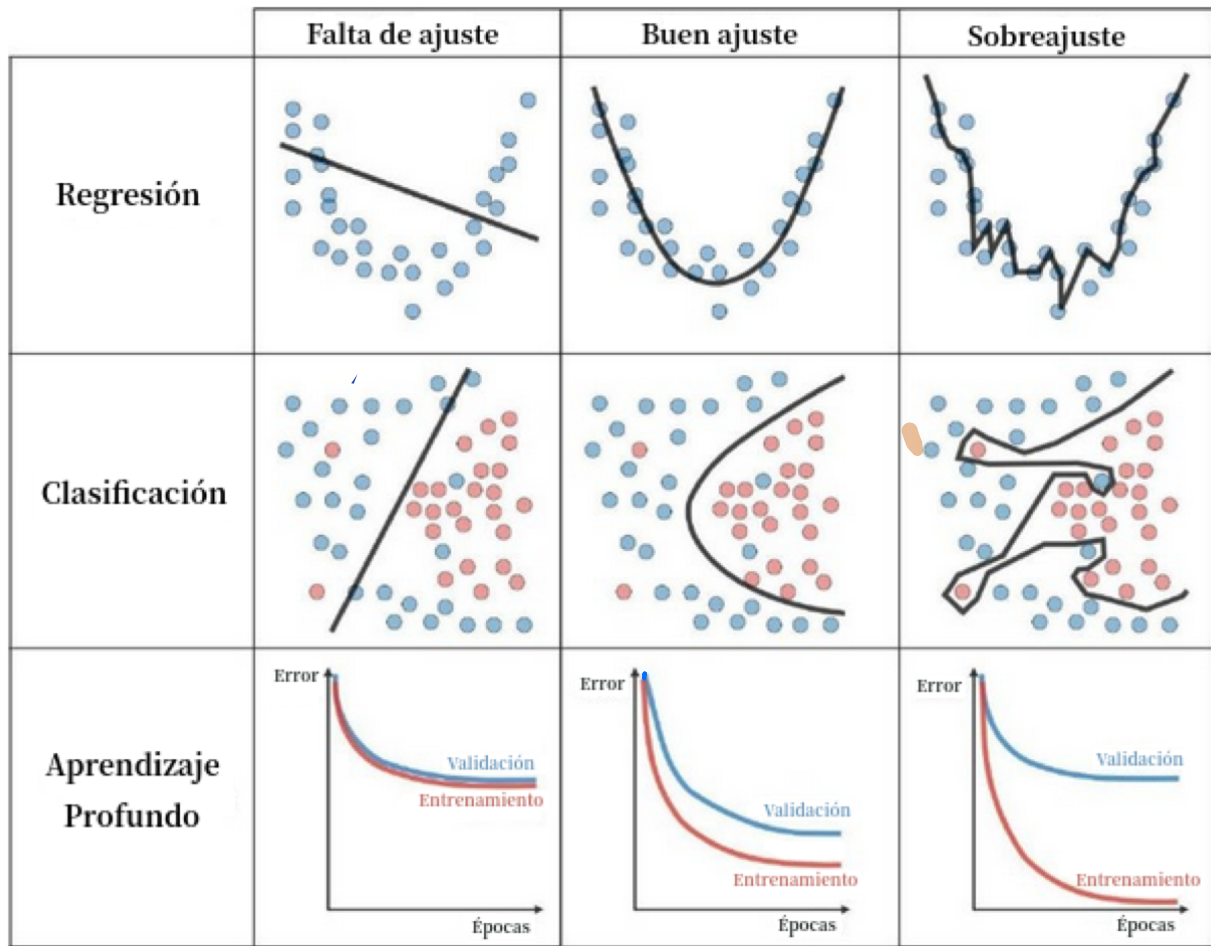 Falta de ajuste
Buen ajuste
Sobreajuste
Regresión
Clasificación
Aprendizaje
Profundo
Error
Validación
Entrenamiento
Épocas
Error
Validación
Entrenamiento
Épocas
Error
Validación
Entrenamiento
Épocas